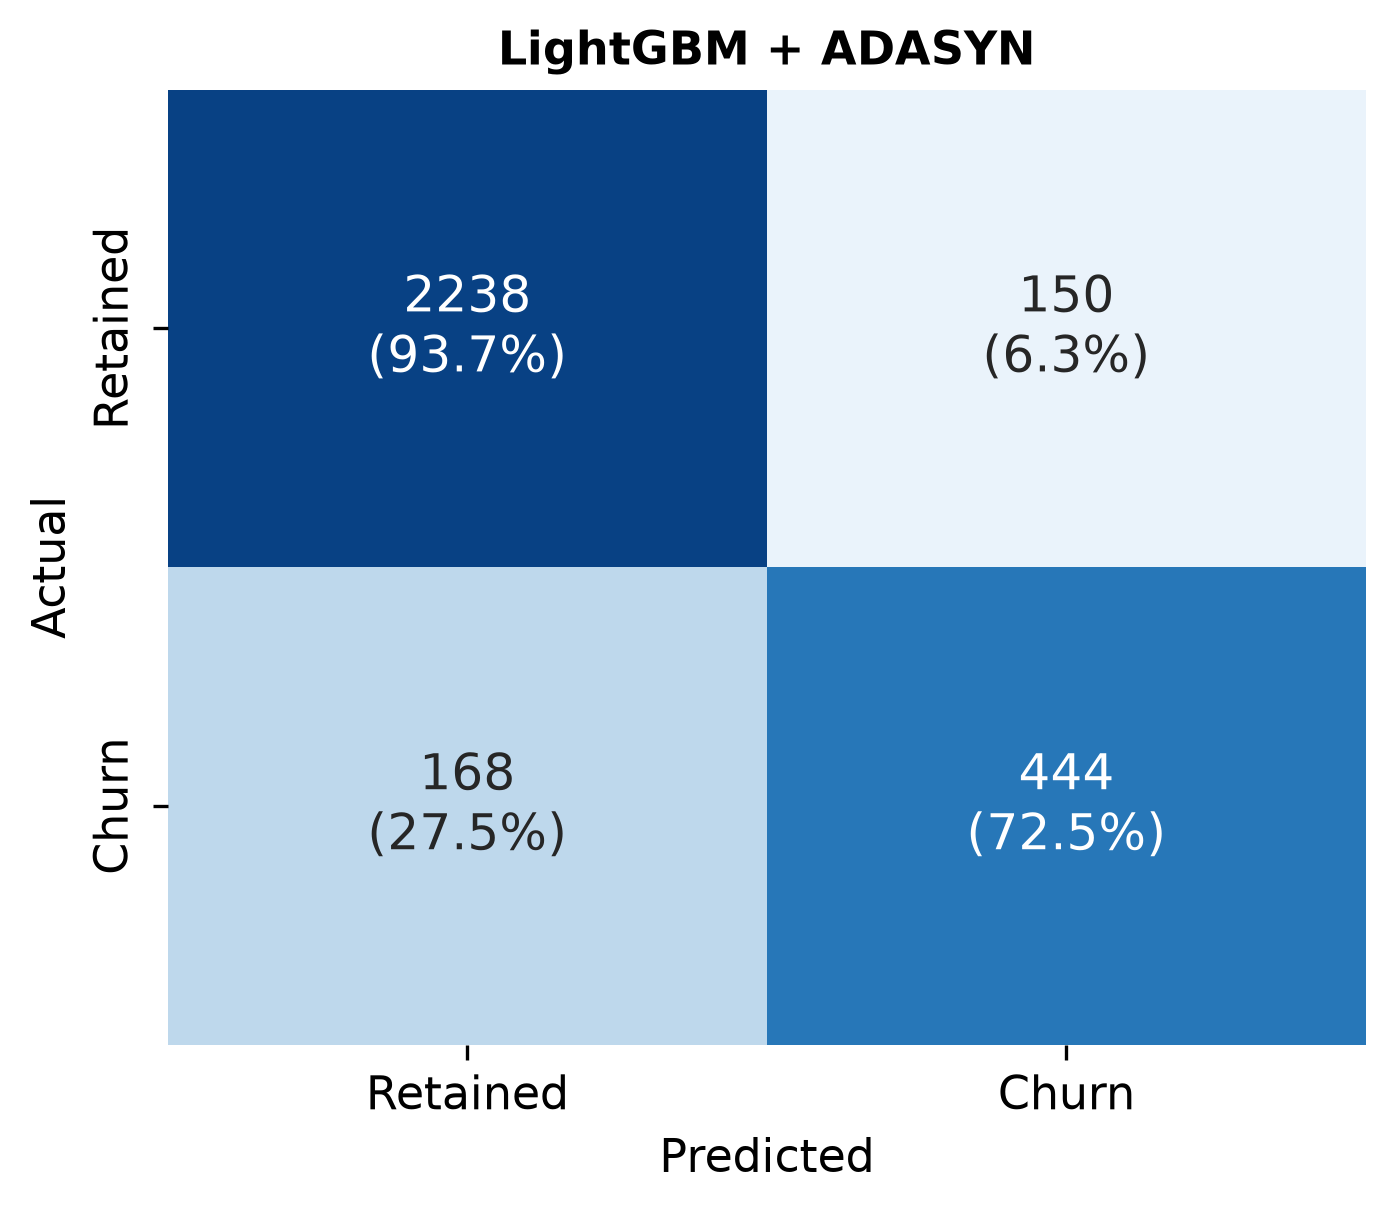 LightGBM + ADASYN
Actual
Retained
2238
(93.7%)
150
(6.3%)
Churn
168
(27.5%)
444
(72.5%)
Retained
Churn
Predicted